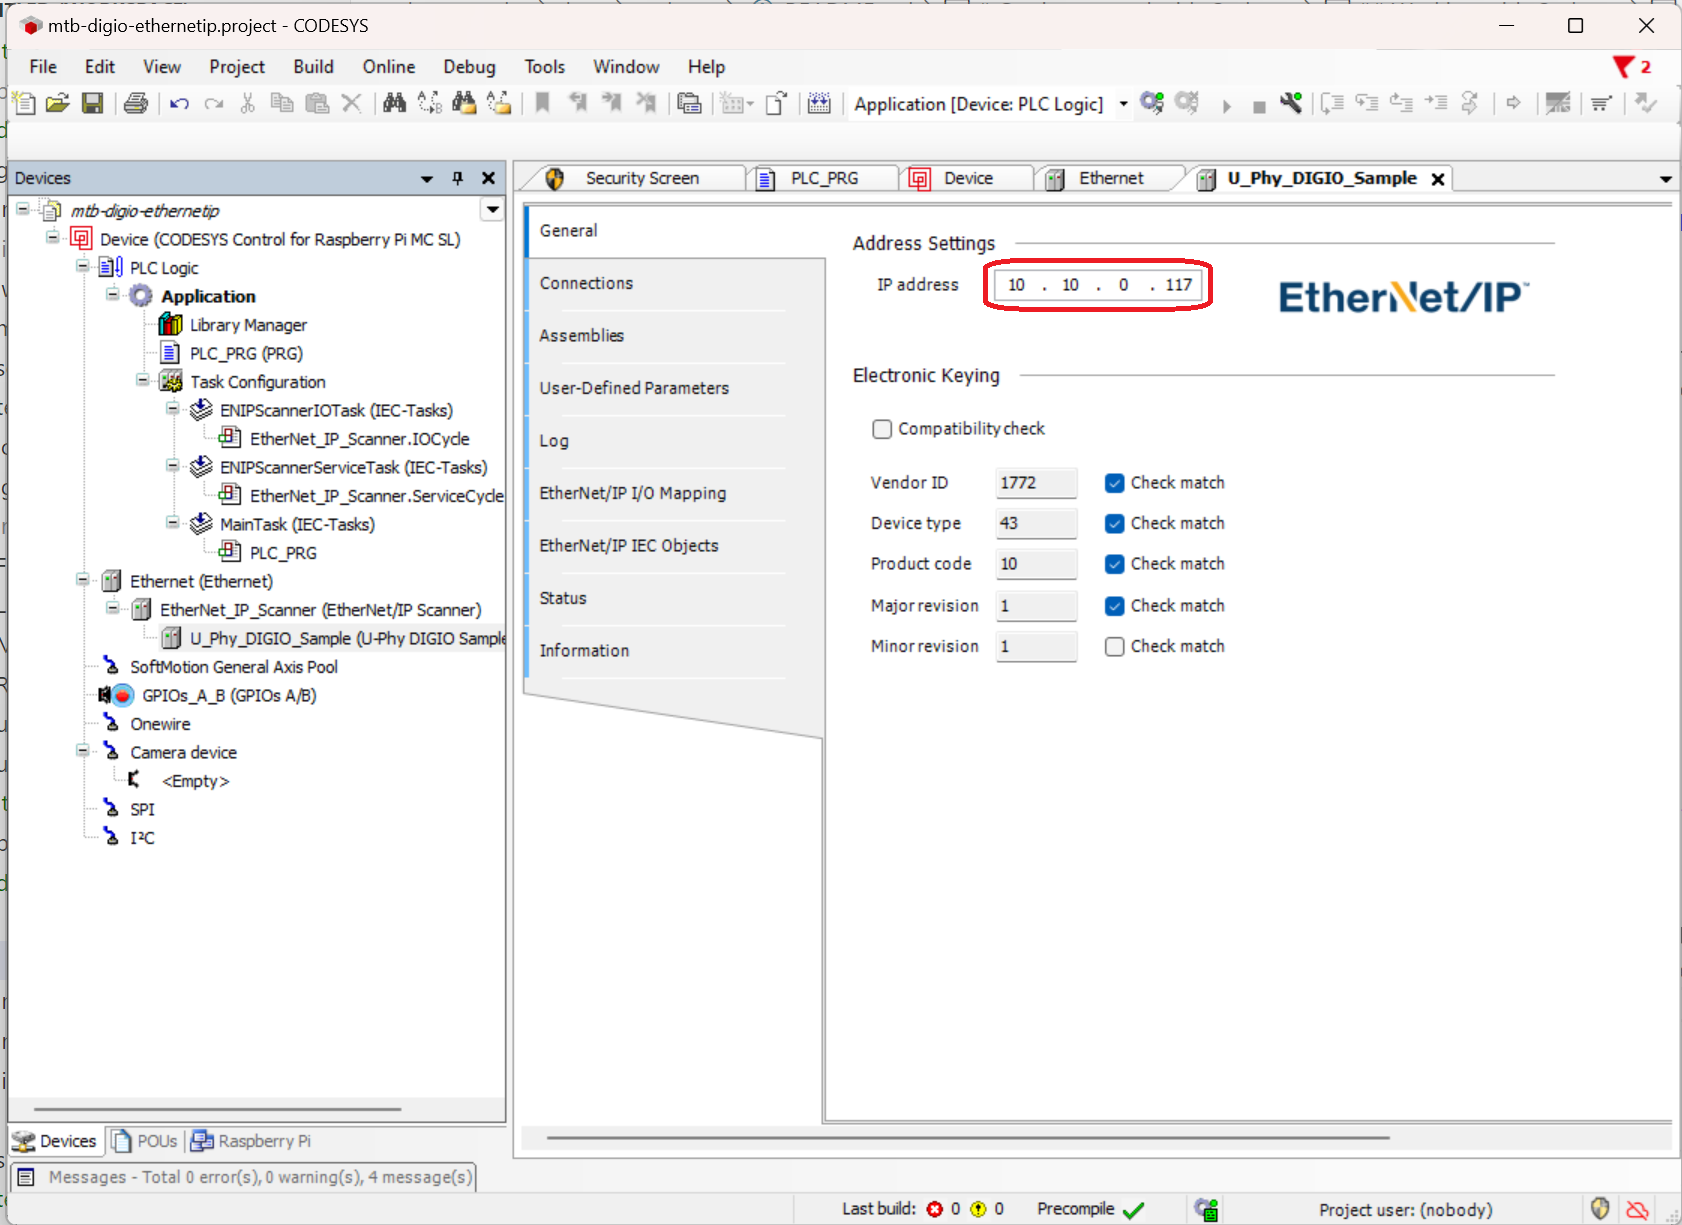 mtb-digio-ethernetip.project - CODESYS
File Edit View Project Build Online Debug Tools Window Help
2
Application [Device: PLC Logic]
Devices
mtb-digio-ethernetip
Device (CODESYS Control for Raspberry Pi MC SL)
PLC Logic
Application
Library Manager
PLC_PRG (PRG)
Task Configuration
ENIPScannerIOTask (IEC-Tasks)
EtherNet_IP_Scanner.IOCycle
ENIPScannerServiceTask (IEC-Tasks)
EtherNet_IP_Scanner.ServiceCycle
MainTask (IEC-Tasks)
PLC_PRG
Ethernet (Ethernet)
EtherNet_IP_Scanner (EtherNet/IP Scanner)
U_Phy_DIGIO_Sample (U-Phy DIGIO Sample
SoftMotion General Axis Pool
GPIOs_A_B (GPIOs A/B)
Onewire
Camera device
<Empty>
SPI
I²C
Devices POUs Raspberry Pi
Security Screen PLC_PRG Device Ethernet U_Phy_DIGIO_Sample
General
Connections
Assemblies
User-Defined Parameters
Log
EtherNet/IP I/O Mapping
EtherNet/IP IEC Objects
Status
Information
Address Settings
IP address 10 . 10 . 0 . 117
EtherNet/IP™
Electronic Keying
Compatibility check
Vendor ID 1772 Check match
Device type 43 Check match
Product code 10 Check match
Major revision 1 Check match
Minor revision 1 Check match
Messages - Total 0 error(s), 0 warning(s), 4 message(s)
Last build: 0 0 Precompile Project user: (nobody)